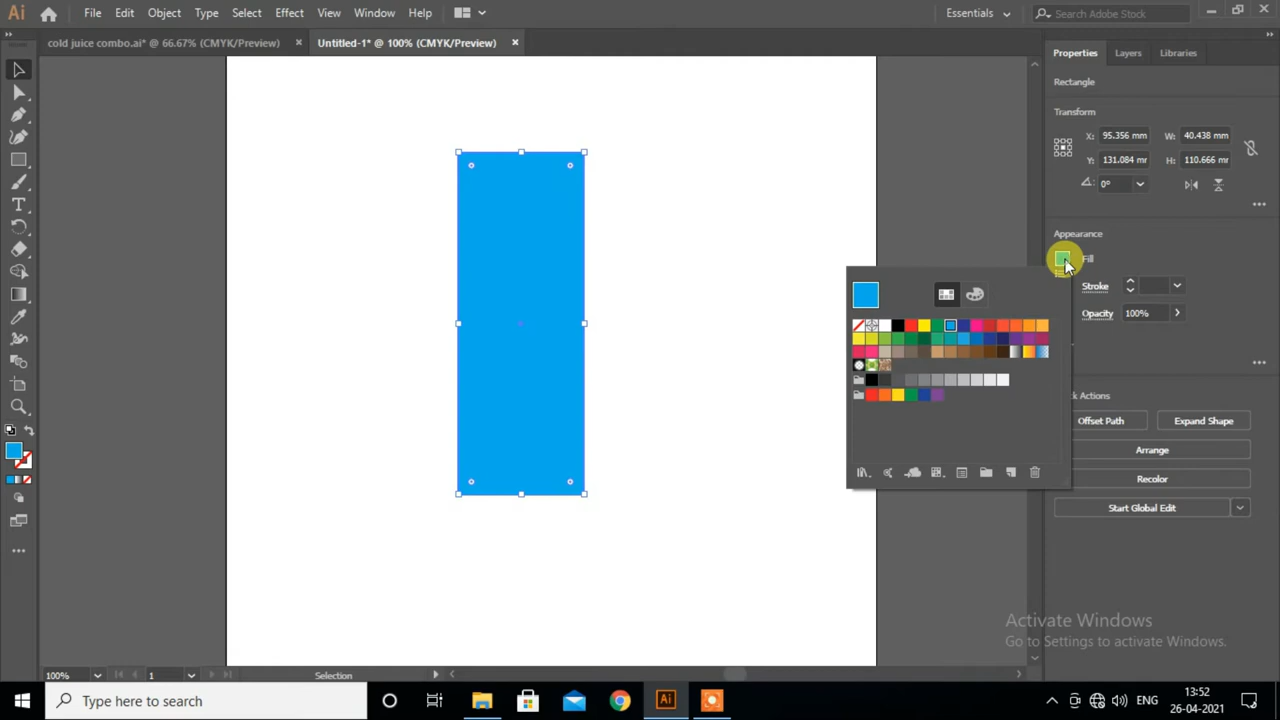 Ai File Edit Object Type Select Effect View Window Help Essentials Search Adobe Stock
cold juice combo.ai* @ 66.67% (CMYK/Preview) × Untitled-1* @ 100% (CMYK/Preview) × Properties Layers Libraries
Rectangle
Transform
X: 95.356 mm W: 40.438 mm
Y: 131.084 mm H: 110.666 mm
0°
Appearance
Fill
Stroke
Opacity 100%
k Actions
Offset Path Expand Shape
Arrange
Recolor
Start Global Edit
Activate Windows
Go to Settings to activate Windows.
100% 1 Selection
Type here to search Ai ENG 13:52
26-04-2021